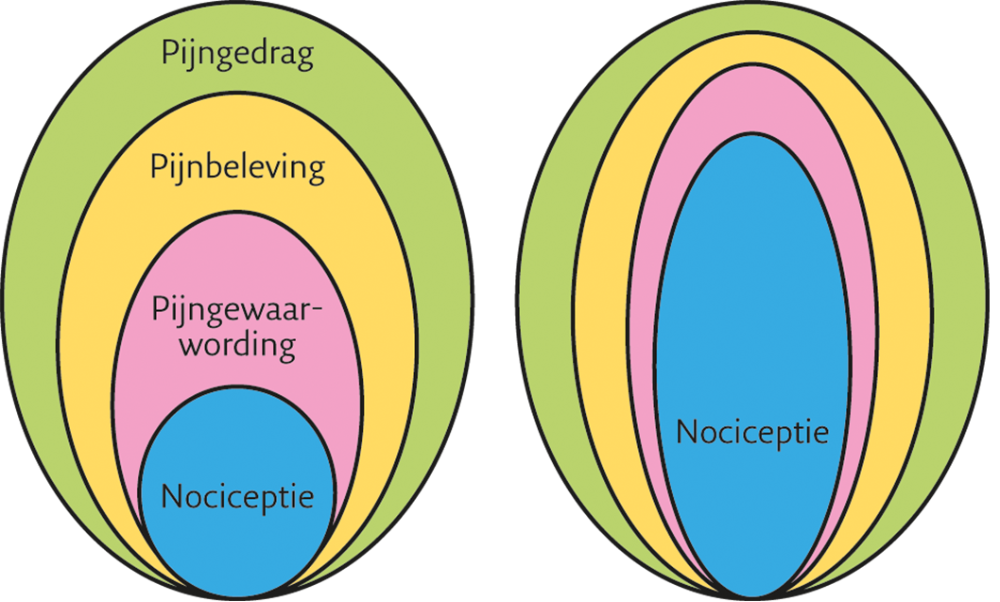 Pijngedrag
Pijnbeleving
Pijngewaar-
wording
Nociceptie
Nociceptie